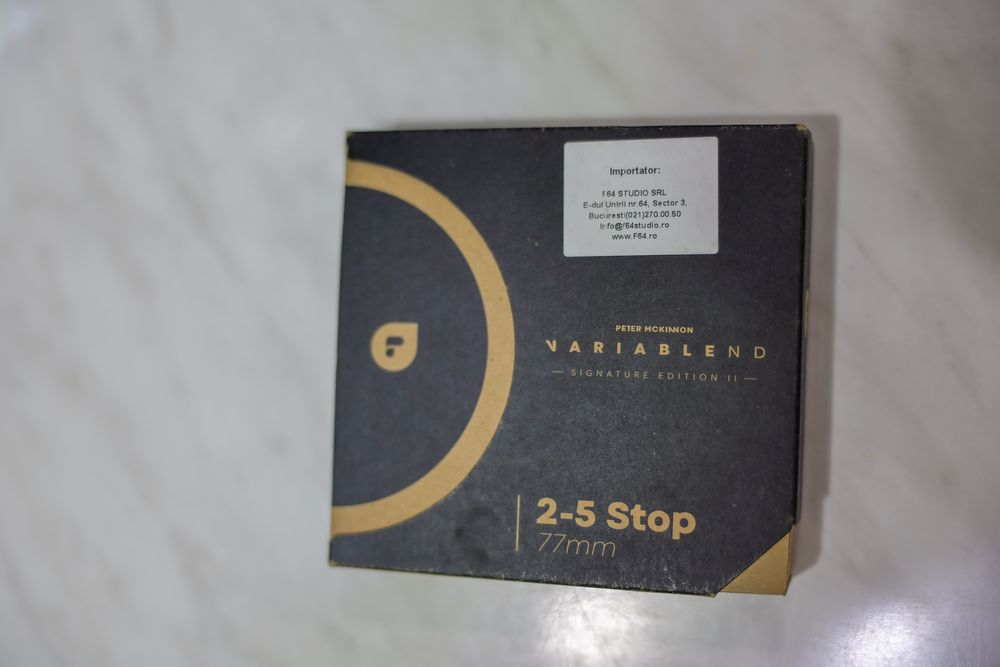 Importator:
F64 STUDIO SRL
B-dul Unirii nr.64, Sector 3,
Bucuresti(021)270.00.50
Info@f64studio.ro
www.F64.ro
PETER MCKINNON
VARIABLE ND
— SIGNATURE EDITION II —
2-5 Stop
77mm